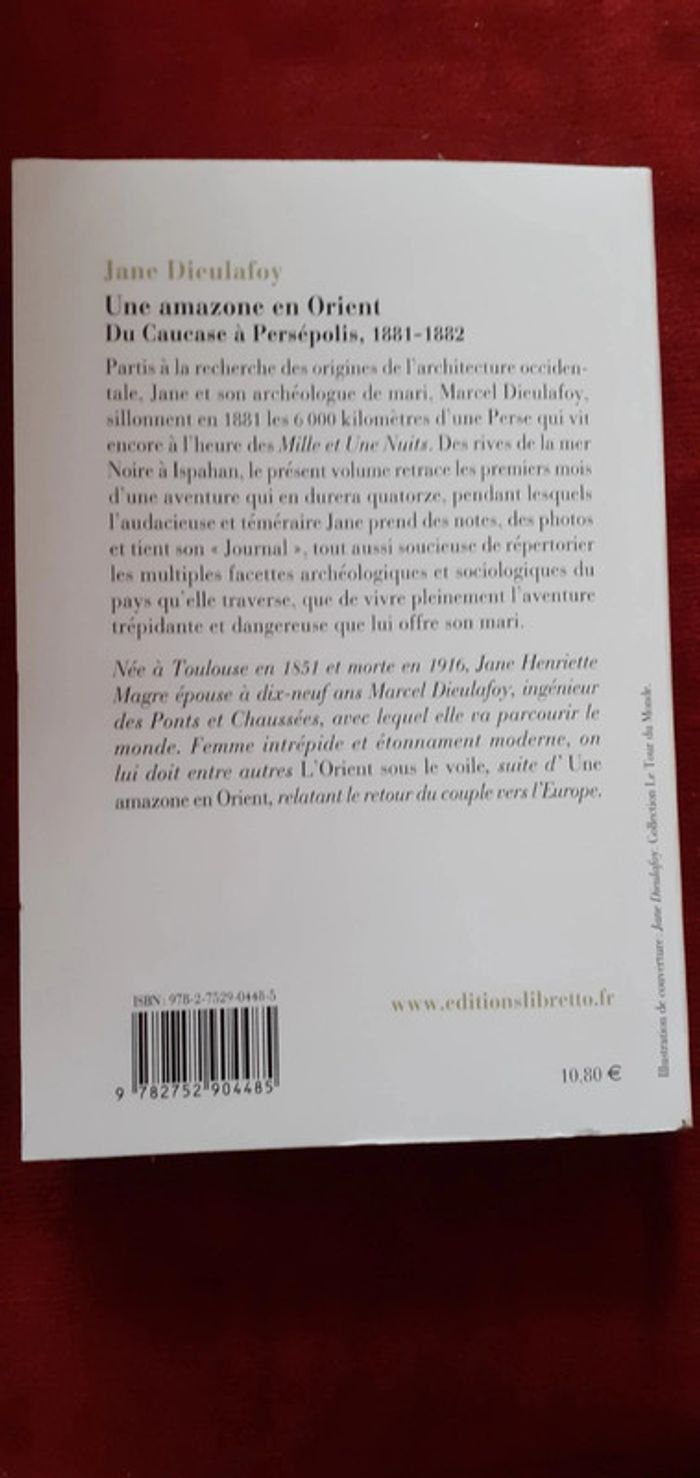 Jane Dieulafoy
Une amazone en Orient
Du Caucase à Persépolis, 1881-1882
Partis à la recherche des origines de l'architecture occiden-
tale, Jane et son archéologue de mari, Marcel Dieulafoy,
sillonnent en 1881 les 6 000 kilomètres d'une Perse qui vit
encore à l'heure des Mille et Une Nuits. Des rives de la mer
Noire à Ispahan, le présent volume retrace les premiers mois
d'une aventure qui en durera quatorze, pendant lesquels
l'audacieuse et téméraire Jane prend des notes, des photos
et tient son « Journal », tout aussi soucieuse de répertorier
les multiples facettes archéologiques et sociologiques du
pays qu'elle traverse, que de vivre pleinement l'aventure
trépidante et dangereuse que lui offre son mari.
Née à Toulouse en 1851 et morte en 1916, Jane Henriette
Magre épouse à dix-neuf ans Marcel Dieulafoy, ingénieur
des Ponts et Chaussées, avec lequel elle va parcourir le
monde. Femme intrépide et étonnament moderne, on
lui doit entre autres L'Orient sous le voile, suite d'Une
amazone en Orient, relatant le retour du couple vers l'Europe.
ISBN : 978-2-7529-0448-5
9 782752 904485
www.editionslibretto.fr
10,80 €
Illustration de couverture : Jane Dieulafoy. Collection Le Tour du Monde.